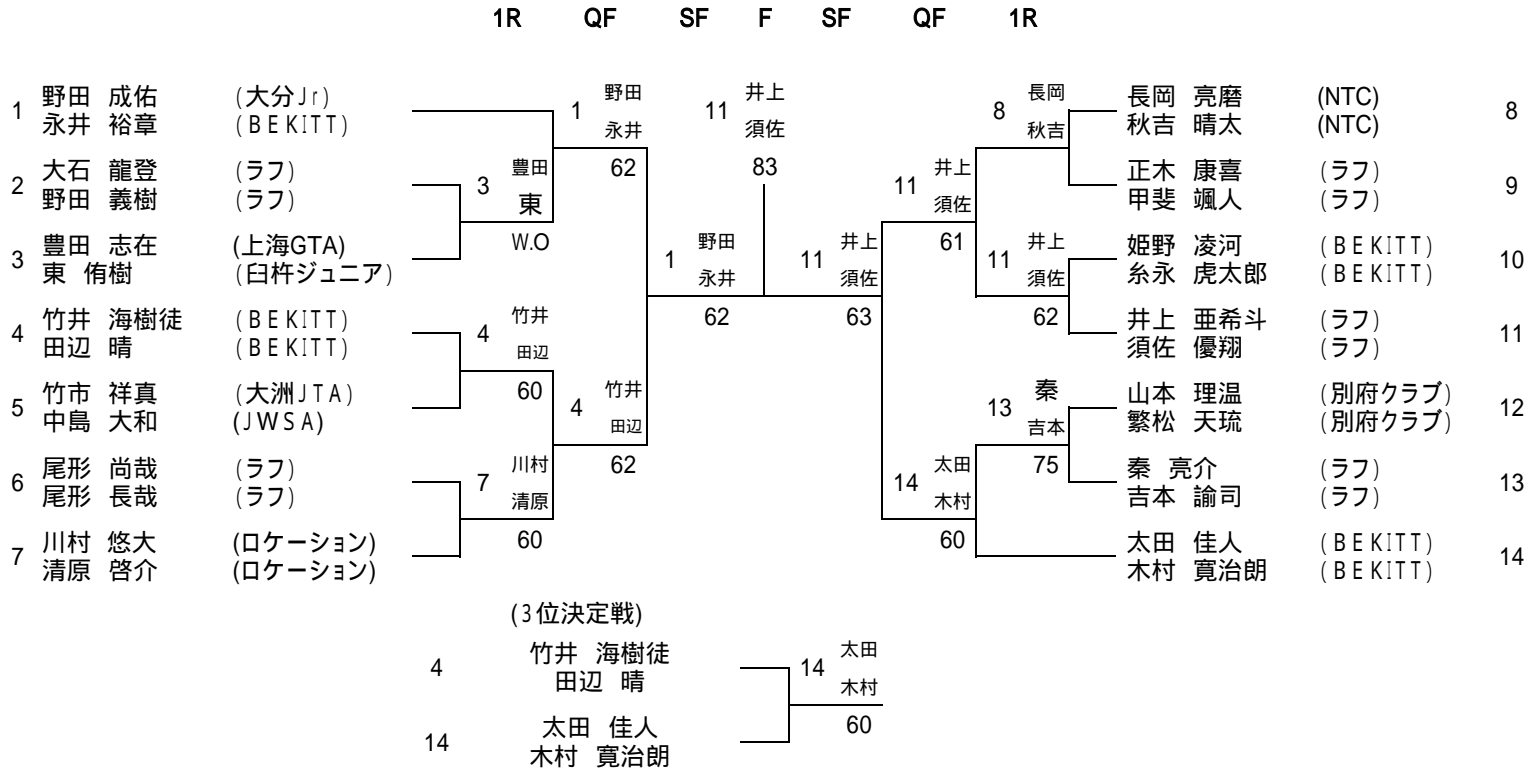 1R QF SF F SF QF 1R
1 野田 成佑 (大分Jr)
永井 裕章 (BEKITT)
2 大石 龍登 (ラフ)
野田 義樹 (ラフ)
3 豊田 志在 (上海GTA)
東 侑樹 (臼杵ジュニア)
4 竹井 海樹徒 (BEKITT)
田辺 晴 (BEKITT)
5 竹市 祥真 (大洲JTA)
中島 大和 (JWSA)
6 尾形 尚哉 (ラフ)
尾形 長哉 (ラフ)
7 川村 悠大 (ロケーション)
清原 啓介 (ロケーション)
3 豊田
東
W.O
4 竹井
田辺
60
7 川村
清原
60
1 野田
永井
62
4 竹井
田辺
62
1 野田
永井
62
11 井上
須佐
83
11 井上
須佐
63
11 井上
須佐
61
14 太田
木村
60
8 長岡
秋吉
11 井上
須佐
62
13 秦
吉本
75
長岡 亮磨 (NTC) 8
秋吉 晴太 (NTC)
正木 康喜 (ラフ) 9
甲斐 颯人 (ラフ)
姫野 凌河 (BEKITT) 10
糸永 虎太郎 (BEKITT)
井上 亜希斗 (ラフ) 11
須佐 優翔 (ラフ)
山本 理温 (別府クラブ) 12
繁松 天琉 (別府クラブ)
秦 亮介 (ラフ) 13
吉本 諭司 (ラフ)
太田 佳人 (BEKITT) 14
木村 寛治朗 (BEKITT)
(3位決定戦)
4 竹井 海樹徒
田辺 晴
14 太田 佳人
木村 寛治朗
14 太田
木村
60